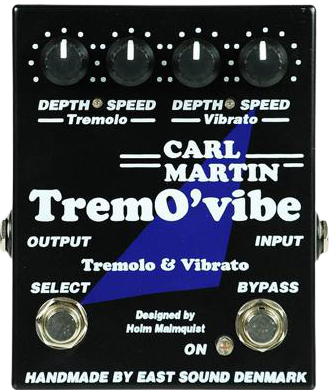 DEPTH SPEED DEPTH SPEED
Tremolo Vibrato
CARL
MARTIN
TremO'vibe
OUTPUT INPUT
Tremolo & Vibrato
SELECT BYPASS
Designed by
Holm Malmquist
ON
HANDMADE BY EAST SOUND DENMARK